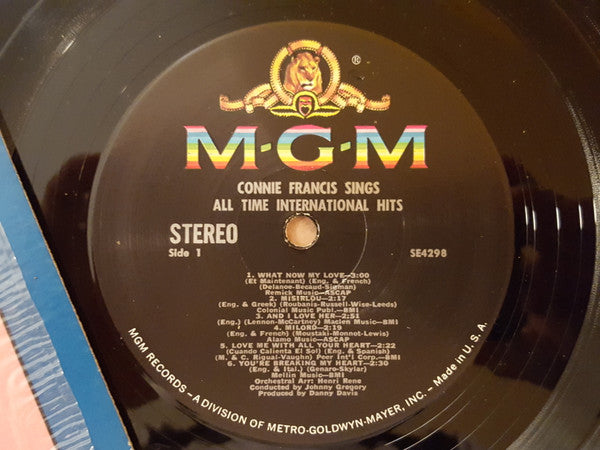 ®
M·G·M
CONNIE FRANCIS SINGS
ALL TIME INTERNATIONAL HITS
STEREO
Side 1
SE4298
1. WHAT NOW MY LOVE—3:00
(Et Maintenant) (Eng. & French)
(Delanoe-Becaud-Sigman)
Remick Music—ASCAP
2. MISIRLOU—2:17
(Eng. & Greek) (Roubanis-Russell-Wise-Leeds)
Colonial Music Publ.—BMI
3. AND I LOVE HER—2:51
(Eng.) (Lennon-McCartney) Maclen Music—BMI
4. MILORD—2:19
(Eng. & French) (Moustaki-Monnot-Lewis)
Alamo Music—ASCAP
5. LOVE ME WITH ALL YOUR HEART—2:22
(Cuando Calienta El Sol) (Eng. & Spanish)
(M. & C. Rigual-Vaughn) Peer Int'l Corp.—BMI
6. YOU'RE BREAKING MY HEART—2:30
(Eng. & Ital.) (Genaro-Skylar)
Mellin Music—BMI
Orchestral Arr: Henri Rene
Conducted by Johnny Gregory
Produced by Danny Davis
MGM RECORDS—A DIVISION OF METRO-GOLDWYN-MAYER, INC.—Made in U.S.A.